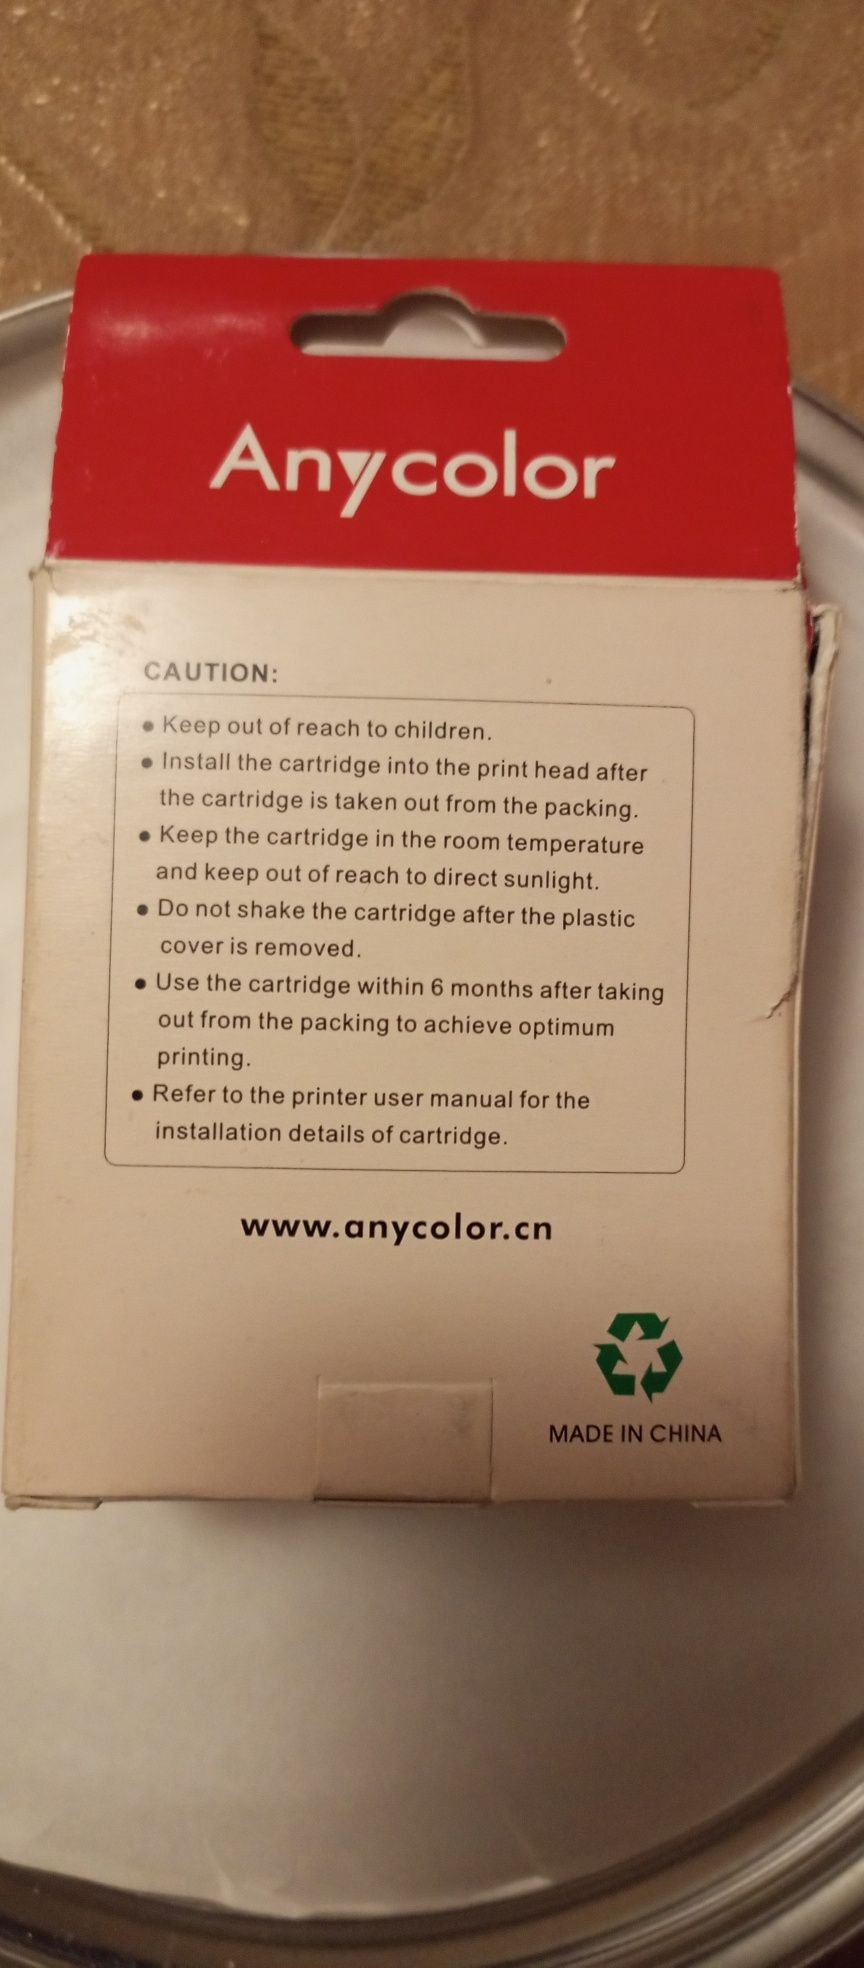 Anycolor
CAUTION:
● Keep out of reach to children.
● Install the cartridge into the print head after
the cartridge is taken out from the packing.
● Keep the cartridge in the room temperature
and keep out of reach to direct sunlight.
● Do not shake the cartridge after the plastic
cover is removed.
● Use the cartridge within 6 months after taking
out from the packing to achieve optimum
printing.
● Refer to the printer user manual for the
installation details of cartridge.
www.anycolor.cn
MADE IN CHINA